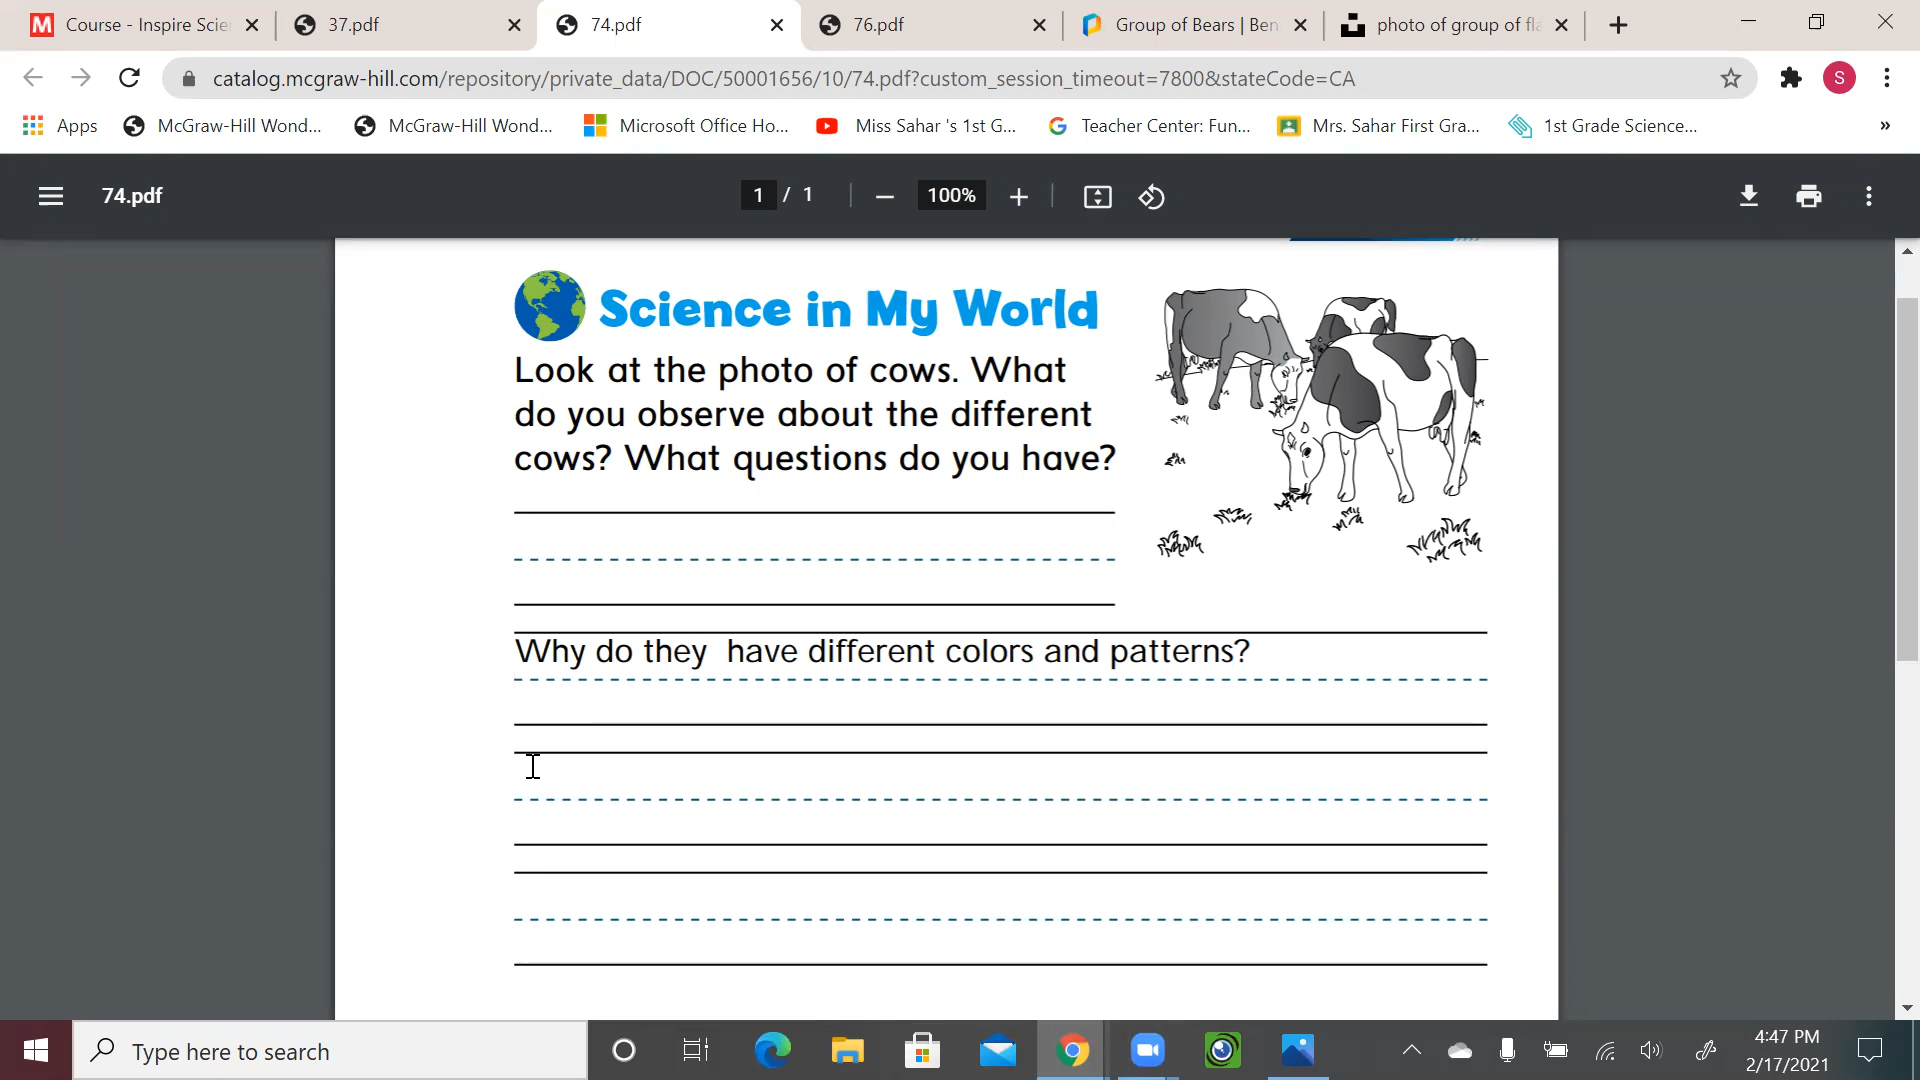 Course - Inspire Scie
37.pdf
74.pdf
76.pdf
Group of Bears | Ben
photo of group of fla
catalog.mcgraw-hill.com/repository/private_data/DOC/50001656/10/74.pdf?custom_session_timeout=7800&stateCode=CA
S
Apps
McGraw-Hill Wond...
McGraw-Hill Wond...
Microsoft Office Ho...
Miss Sahar 's 1st G...
Teacher Center: Fun...
Mrs. Sahar First Gra...
1st Grade Science...
»
74.pdf
1 / 1
100%
Science in My World
Look at the photo of cows. What
do you observe about the different
cows? What questions do you have?
Why do they  have different colors and patterns?
Type here to search
4:47 PM
2/17/2021